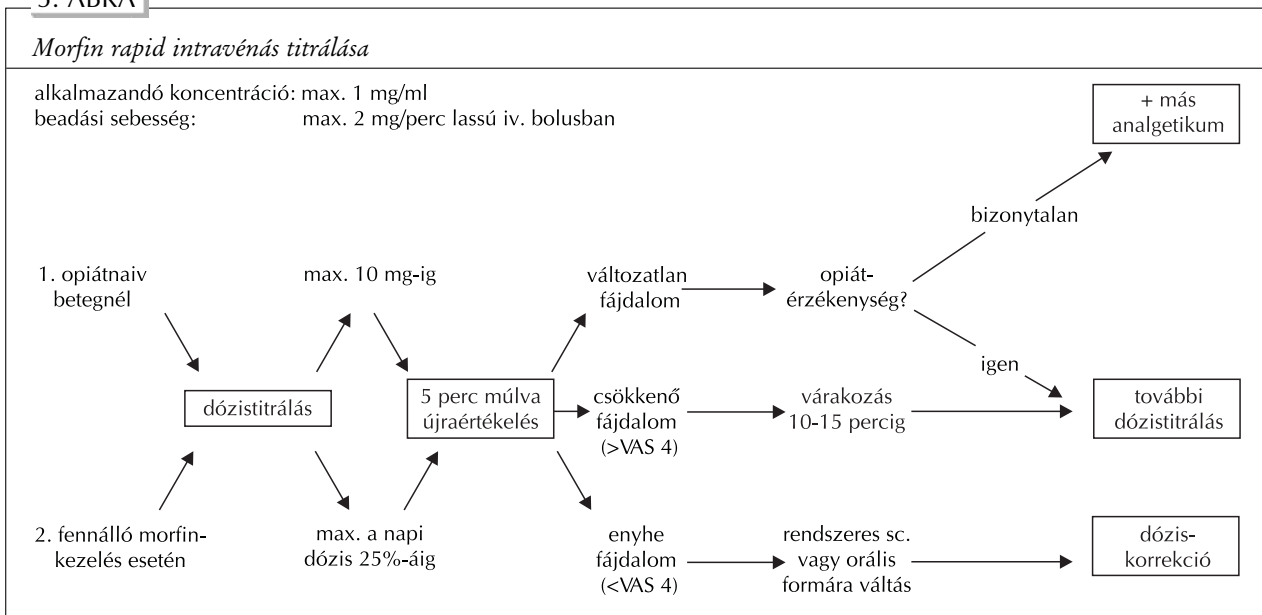 3. ÁBRA
Morfin rapid intravénás titrálása
alkalmazandó koncentráció: max. 1 mg/ml
beadási sebesség: max. 2 mg/perc lassú iv. bolusban
+ más
analgetikum
bizonytalan
1. opiátnaiv
betegnél
max. 10 mg-ig
változatlan
fájdalom
opiát-
érzékenység?
igen
dózistitrálás
5 perc múlva
újraértékelés
csökkenő
fájdalom
(>VAS 4)
várakozás
10-15 percig
további
dózistitrálás
2. fennálló morfin-
kezelés esetén
max. a napi
dózis 25%-áig
enyhe
fájdalom
(<VAS 4)
rendszeres sc.
vagy orális
formára váltás
dózis-
korrekció